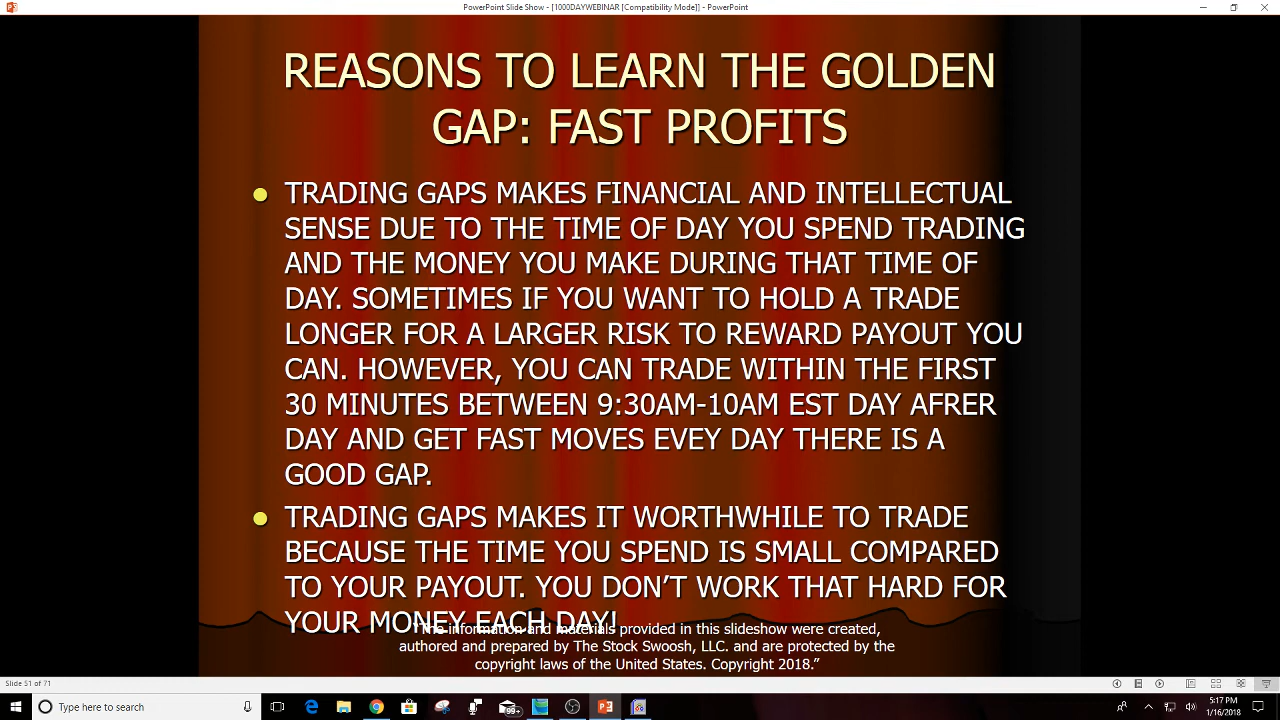 PowerPoint Slide Show - [1000DAYWEBINAR [Compatibility Mode]] - PowerPoint
REASONS TO LEARN THE GOLDEN
GAP: FAST PROFITS
TRADING GAPS MAKES FINANCIAL AND INTELLECTUAL
SENSE DUE TO THE TIME OF DAY YOU SPEND TRADING
AND THE MONEY YOU MAKE DURING THAT TIME OF
DAY. SOMETIMES IF YOU WANT TO HOLD A TRADE
LONGER FOR A LARGER RISK TO REWARD PAYOUT YOU
CAN. HOWEVER, YOU CAN TRADE WITHIN THE FIRST
30 MINUTES BETWEEN 9:30AM-10AM EST DAY AFRER
DAY AND GET FAST MOVES EVEY DAY THERE IS A
GOOD GAP.
TRADING GAPS MAKES IT WORTHWHILE TO TRADE
BECAUSE THE TIME YOU SPEND IS SMALL COMPARED
TO YOUR PAYOUT. YOU DON’T WORK THAT HARD FOR
YOUR MONEY EACH DAY!
“The information and materials provided in this slideshow were created,
authored and prepared by The Stock Swoosh, LLC. and are protected by the
copyright laws of the United States. Copyright 2018.”
Slide 51 of 71
Type here to search
99+
5:17 PM
1/16/2018